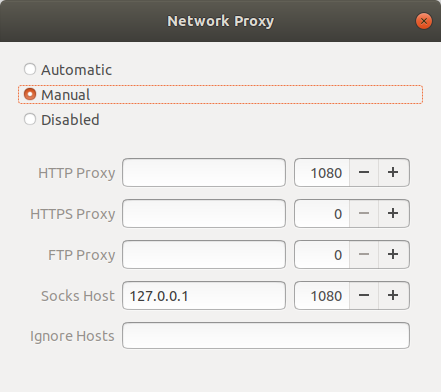 Network Proxy
Automatic
Manual
Disabled
HTTP Proxy 1080 − +
HTTPS Proxy 0 − +
FTP Proxy 0 − +
Socks Host 127.0.0.1 1080 − +
Ignore Hosts